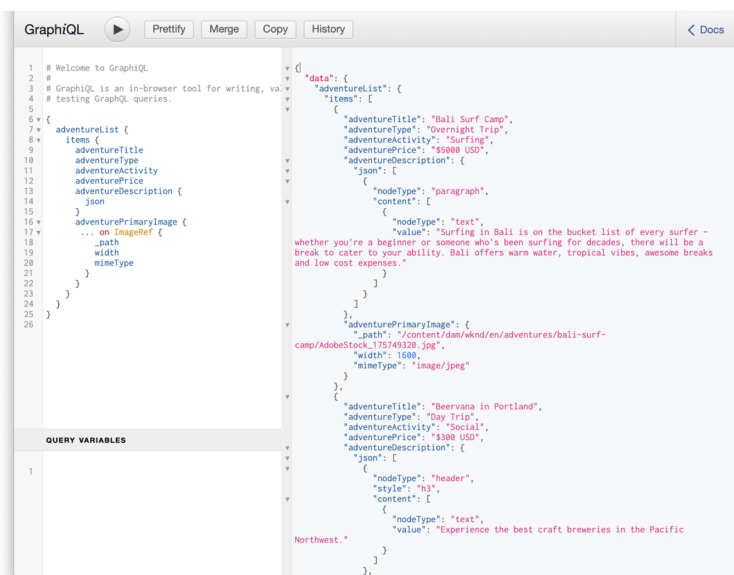 GraphiQL
Prettify
Merge
Copy
History
Docs
1 # Welcome to GraphiQL
2 #
3 # GraphiQL is an in-browser tool for writing, val
4 # testing GraphQL queries.
5
6 {
7 adventureList {
8 items {
9 adventureTitle
10 adventureType
11 adventureActivity
12 adventurePrice
13 adventureDescription {
14 json
15 }
16 adventurePrimaryImage {
17 ... on ImageRef {
18 _path
19 width
20 mimeType
21 }
22 }
23 }
24 }
25 }
26
QUERY VARIABLES
1
{
"data": {
"adventureList": {
"items": [
{
"adventureTitle": "Bali Surf Camp",
"adventureType": "Overnight Trip",
"adventureActivity": "Surfing",
"adventurePrice": "$5000 USD",
"adventureDescription": {
"json": [
{
"nodeType": "paragraph",
"content": [
{
"nodeType": "text",
"value": "Surfing in Bali is on the bucket list of every surfer -
whether you're a beginner or someone who's been surfing for decades, there will be a
break to cater to your ability. Bali offers warm water, tropical vibes, awesome breaks
and low cost expenses."
}
]
}
]
},
"adventurePrimaryImage": {
"_path": "/content/dam/wknd/en/adventures/bali-surf-
camp/AdobeStock_175749320.jpg",
"width": 1600,
"mimeType": "image/jpeg"
}
},
{
"adventureTitle": "Beervana in Portland",
"adventureType": "Day Trip",
"adventureActivity": "Social",
"adventurePrice": "$300 USD",
"adventureDescription": {
"json": [
{
"nodeType": "header",
"style": "h3",
"content": [
{
"nodeType": "text",
"value": "Experience the best craft breweries in the Pacific
Northwest."
}
]
},